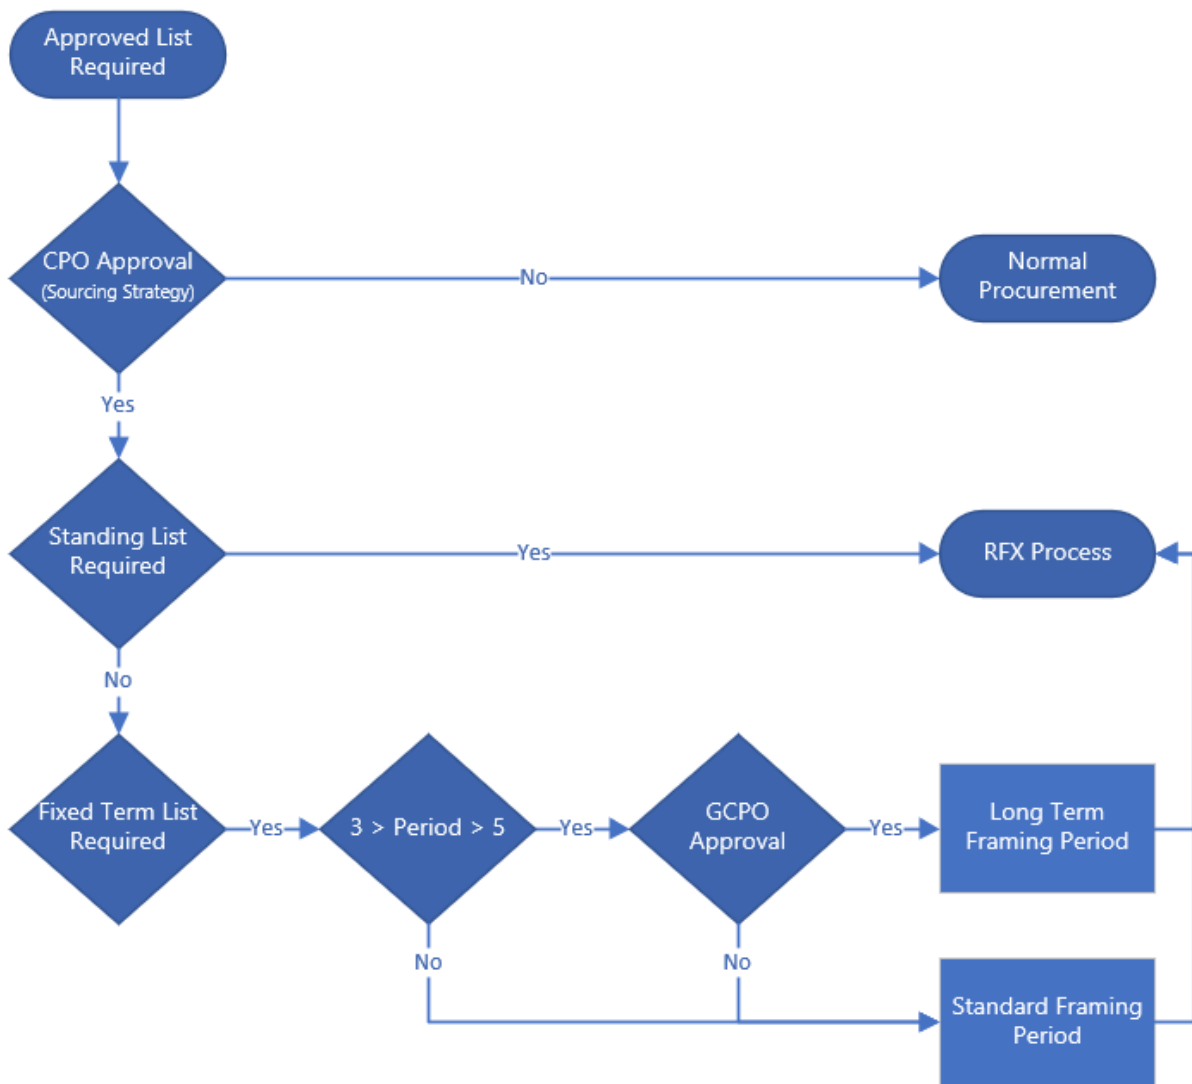 Approved List
Required
CPO Approval
(Sourcing Strategy)
No
Normal
Procurement
Yes
Standing List
Required
Yes
RFX Process
No
Fixed Term List
Required
Yes
3 > Period > 5
Yes
GCPO
Approval
Yes
Long Term
Framing Period
No
No
Standard Framing
Period